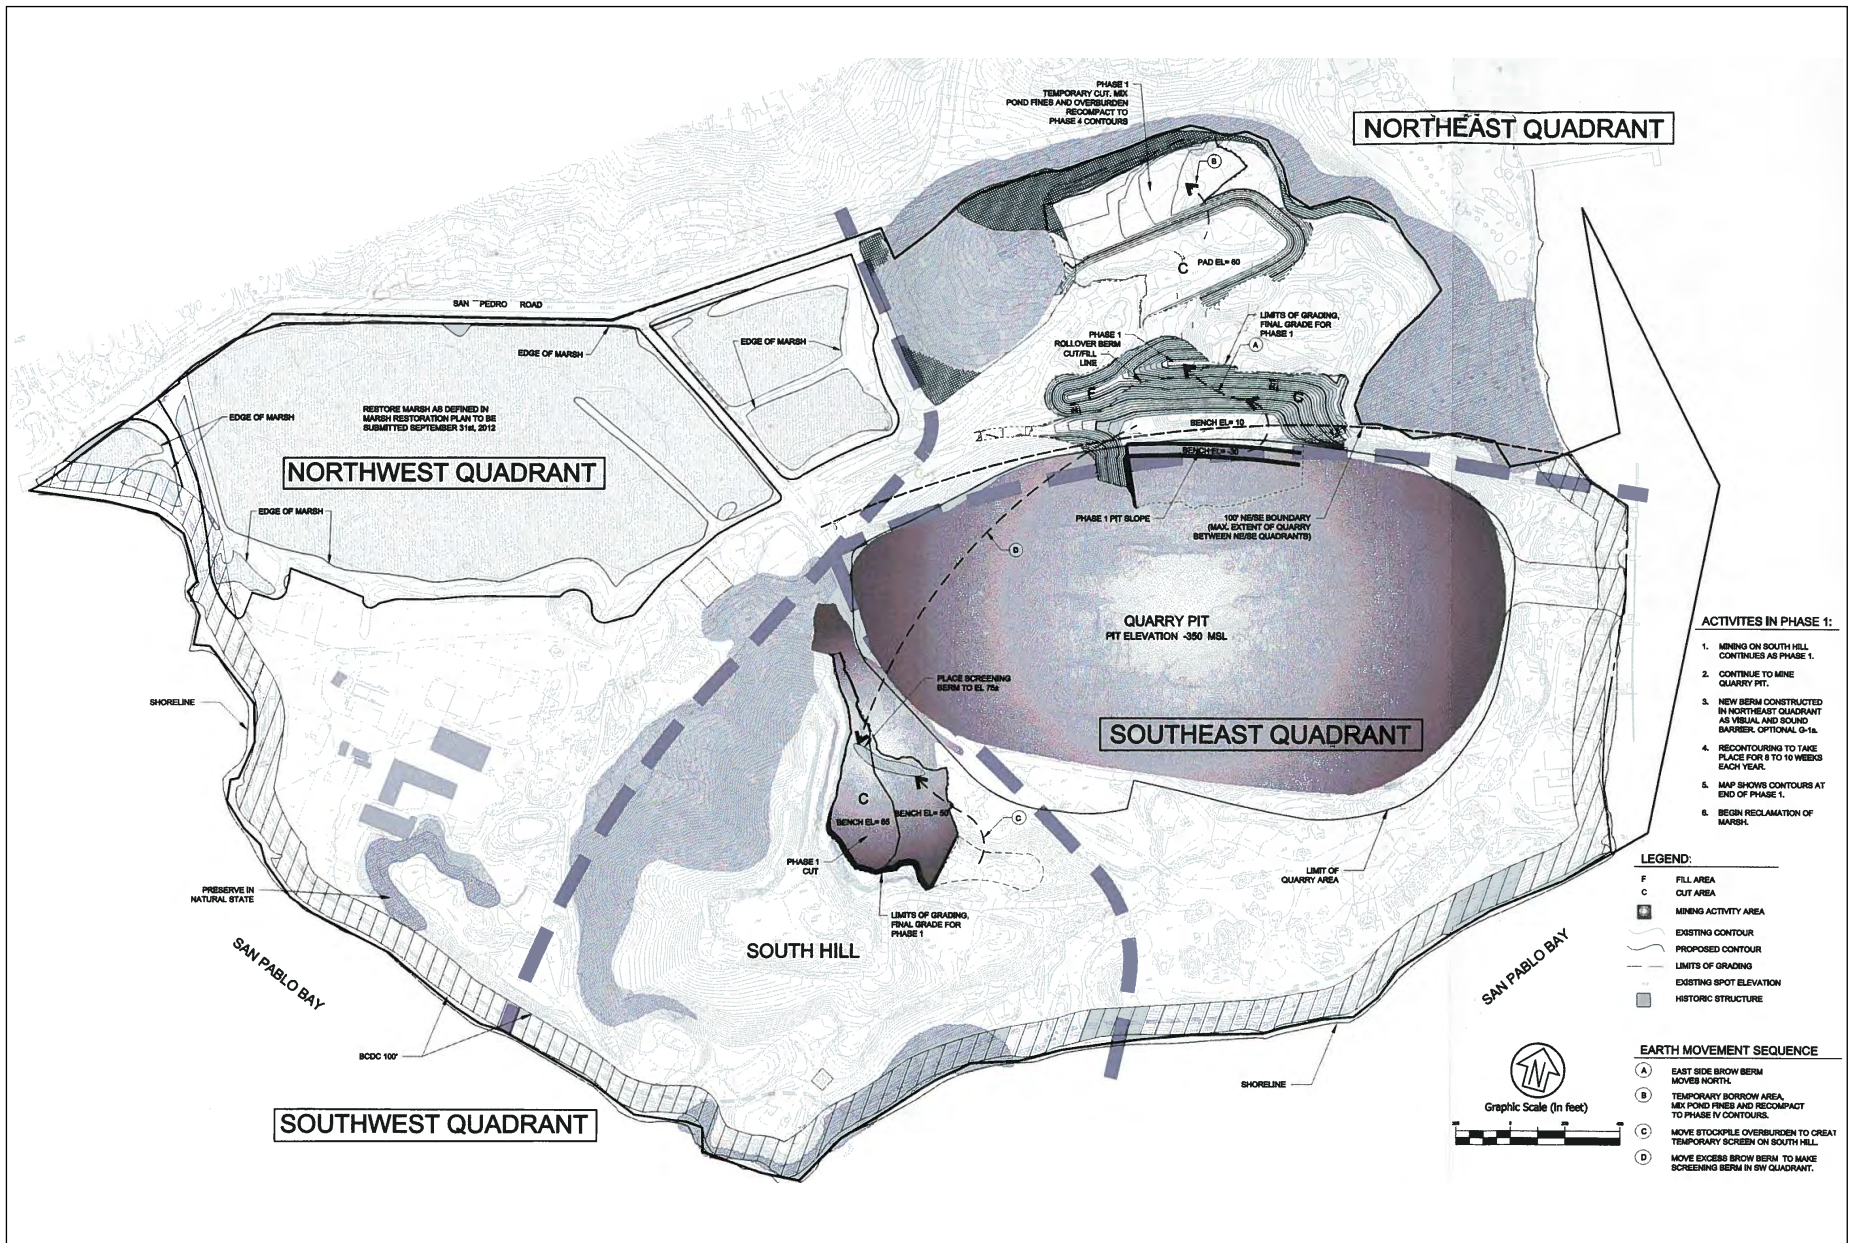 PHASE 1
TEMPORARY CUT. MIX
POND FINES AND OVERBURDEN
RECOMPACT TO
PHASE 4 CONTOURS
NORTHEAST QUADRANT
B
C
PAD EL= 60
SAN PEDRO ROAD
EDGE OF MARSH
EDGE OF MARSH
LIMITS OF GRADING,
FINAL GRADE FOR
PHASE 1
A
PHASE 1
ROLLOVER BERM
CUT/FILL
LINE
F
C
EDGE OF MARSH
RESTORE MARSH AS DEFINED IN
MARSH RESTORATION PLAN TO BE
SUBMITTED SEPTEMBER 31st, 2012
NORTHWEST QUADRANT
EDGE OF MARSH
BENCH EL= 10
BENCH EL= -30
PHASE 1 PIT SLOPE
100' NE/SE BOUNDARY
(MAX. EXTENT OF QUARRY
BETWEEN NE/SE QUADRANTS)
D
QUARRY PIT
PIT ELEVATION -350 MSL
PLACE SCREENING
BERM TO EL 75±
SOUTHEAST QUADRANT
SHORELINE
C
BENCH EL= 65
BENCH EL= 50
C
PHASE 1
CUT
LIMIT OF
QUARRY AREA
PRESERVE IN
NATURAL STATE
LIMITS OF GRADING,
FINAL GRADE FOR
PHASE 1
SOUTH HILL
SAN PABLO BAY
SAN PABLO BAY
BCDC 100'
SHORELINE
SOUTHWEST QUADRANT
ACTIVITES IN PHASE 1:
1. MINING ON SOUTH HILL
CONTINUES AS PHASE 1.
2. CONTINUE TO MINE
QUARRY PIT.
3. NEW BERM CONSTRUCTED
IN NORTHEAST QUADRANT
AS VISUAL AND SOUND
BARRIER. OPTIONAL G-1a.
4. RECONTOURING TO TAKE
PLACE FOR 8 TO 10 WEEKS
EACH YEAR.
5. MAP SHOWS CONTOURS AT
END OF PHASE 1.
6. BEGIN RECLAMATION OF
MARSH.
LEGEND:
F FILL AREA
C CUT AREA
MINING ACTIVITY AREA
EXISTING CONTOUR
PROPOSED CONTOUR
LIMITS OF GRADING
EXISTING SPOT ELEVATION
HISTORIC STRUCTURE
N
Graphic Scale (in feet)
EARTH MOVEMENT SEQUENCE
A EAST SIDE BROW BERM
MOVES NORTH.
B TEMPORARY BORROW AREA,
MIX POND FINES AND RECOMPACT
TO PHASE IV CONTOURS.
C MOVE STOCKPILE OVERBURDEN TO CREAT
TEMPORARY SCREEN ON SOUTH HILL.
D MOVE EXCESS BROW BERM TO MAKE
SCREENING BERM IN SW QUADRANT.